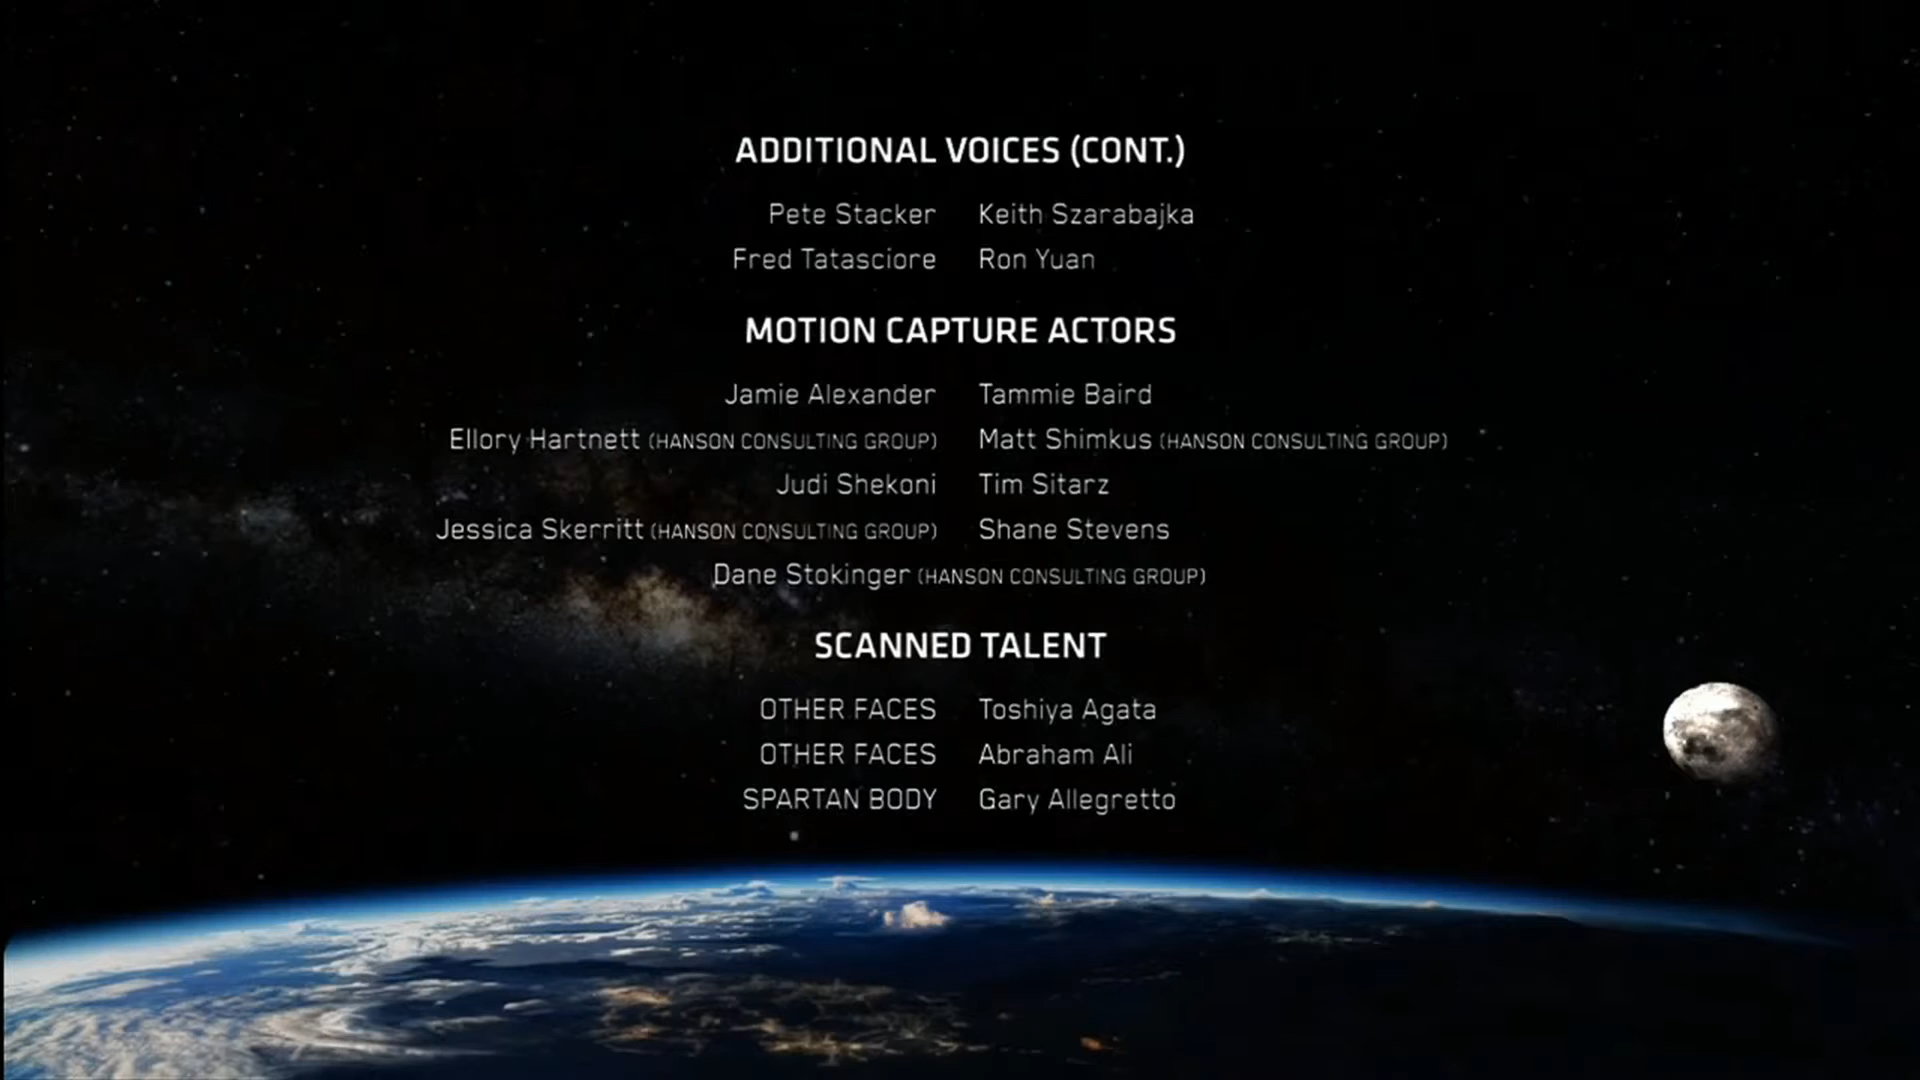 ADDITIONAL VOICES (CONT.)
Pete Stacker Keith Szarabajka
Fred Tatasciore Ron Yuan
MOTION CAPTURE ACTORS
Jamie Alexander Tammie Baird
Ellory Hartnett (HANSON CONSULTING GROUP) Matt Shimkus (HANSON CONSULTING GROUP)
Judi Shekoni Tim Sitarz
Jessica Skerritt (HANSON CONSULTING GROUP) Shane Stevens
Dane Stokinger (HANSON CONSULTING GROUP)
SCANNED TALENT
OTHER FACES Toshiya Agata
OTHER FACES Abraham Ali
SPARTAN BODY Gary Allegretto